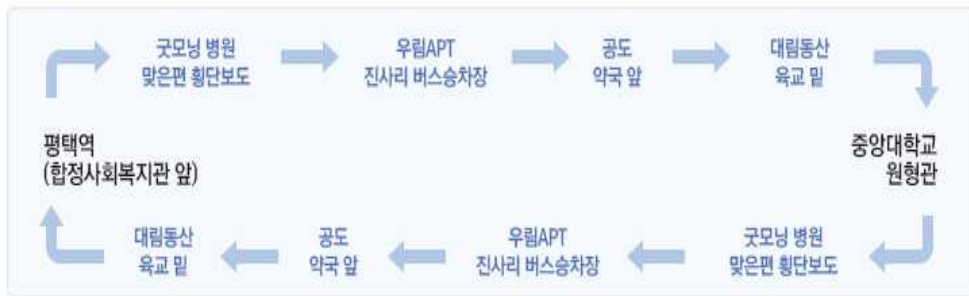 굿모닝 병원
맞은편 횡단보도
우림APT
진사리 버스승차장
공도
약국 앞
대림동산
육교 밑
평택역
(합정사회복지관 앞)
중앙대학교
원형관
대림동산
육교 밑
공도
약국 앞
우림APT
진사리 버스승차장
굿모닝 병원
맞은편 횡단보도